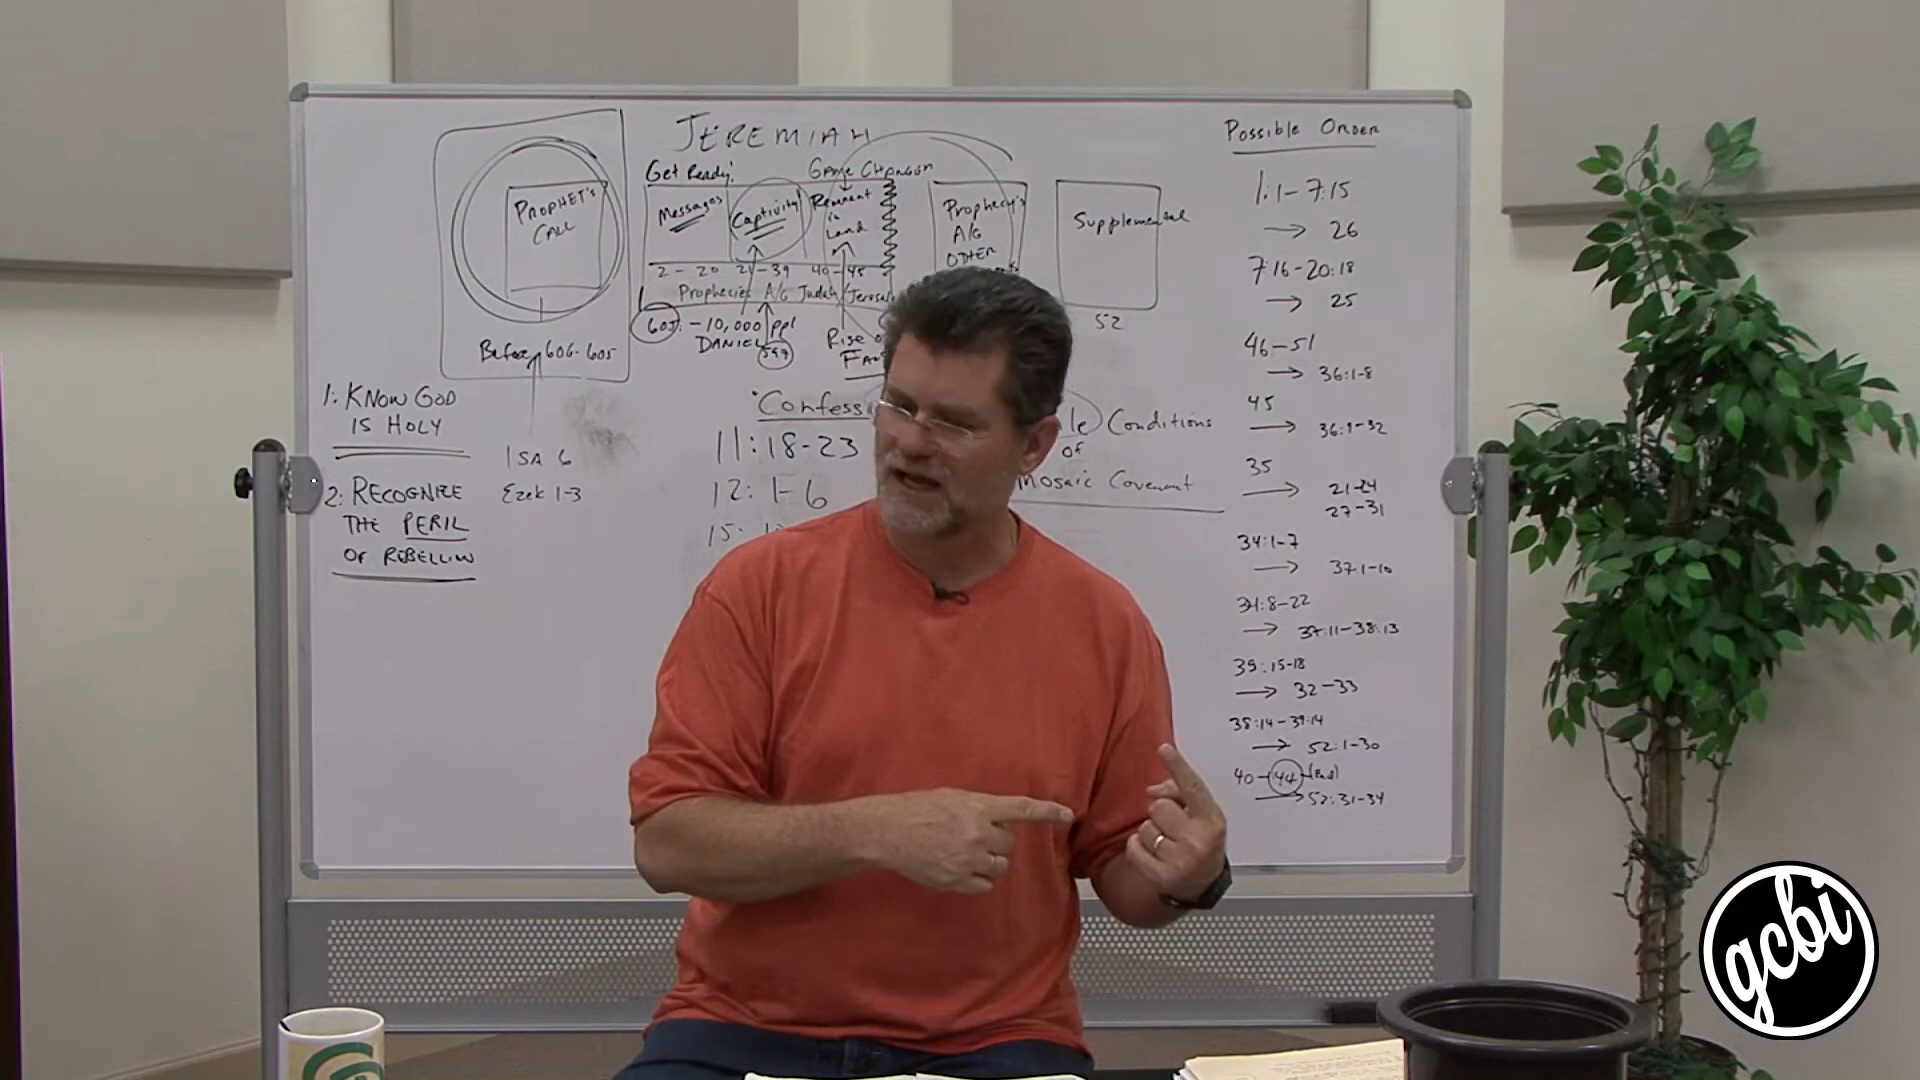 JEREMIAH
Get Ready!
GAME CHANGER
PROPHET'S
CALL
Messages
Captivity
Remnant
in
Land
Prophecy's
A/G
OTHER
Supplemental
2 - 20
21-39
40-45
Prophecies A/G Judah/Jerusa
52
Before 606-605
605: -10,000 ppl
DANIEL
597
Rise o
1: KNOW GOD
IS HOLY
2: RECOGNIZE
THE PERIL
OF REBELLION
ISA 6
Ezek 1-3
"Confess
11:18-23
12:1-6
15:
le Conditions
of
Mosaic Covenant
POSSIBLE ORDER
1:1-7:15
→ 26
7:16-20:18
→ 25
46-51
→ 36:1-8
45
→ 36:9-32
35
→ 21-24
27-31
34:1-7
→ 37:1-10
34:8-22
→ 37:11-38:13
39:15-18
→ 32-33
38:14-39:14
→ 52:1-30
40-44
→ 52:31-34
gcbi